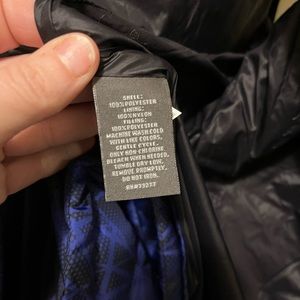 SHELL:
100%POLYESTER
LINING:
100%NYLON
FILLING:
100%POLYESTER
MACHINE WASH COLD
WITH LIKE COLORS,
GENTLE CYCLE.
ONLY NON-CHLORINE
BLEACH WHEN NEEDED.
TUMBLE DRY LOW.
REMOVE PROMPTLY.
DO NOT IRON.